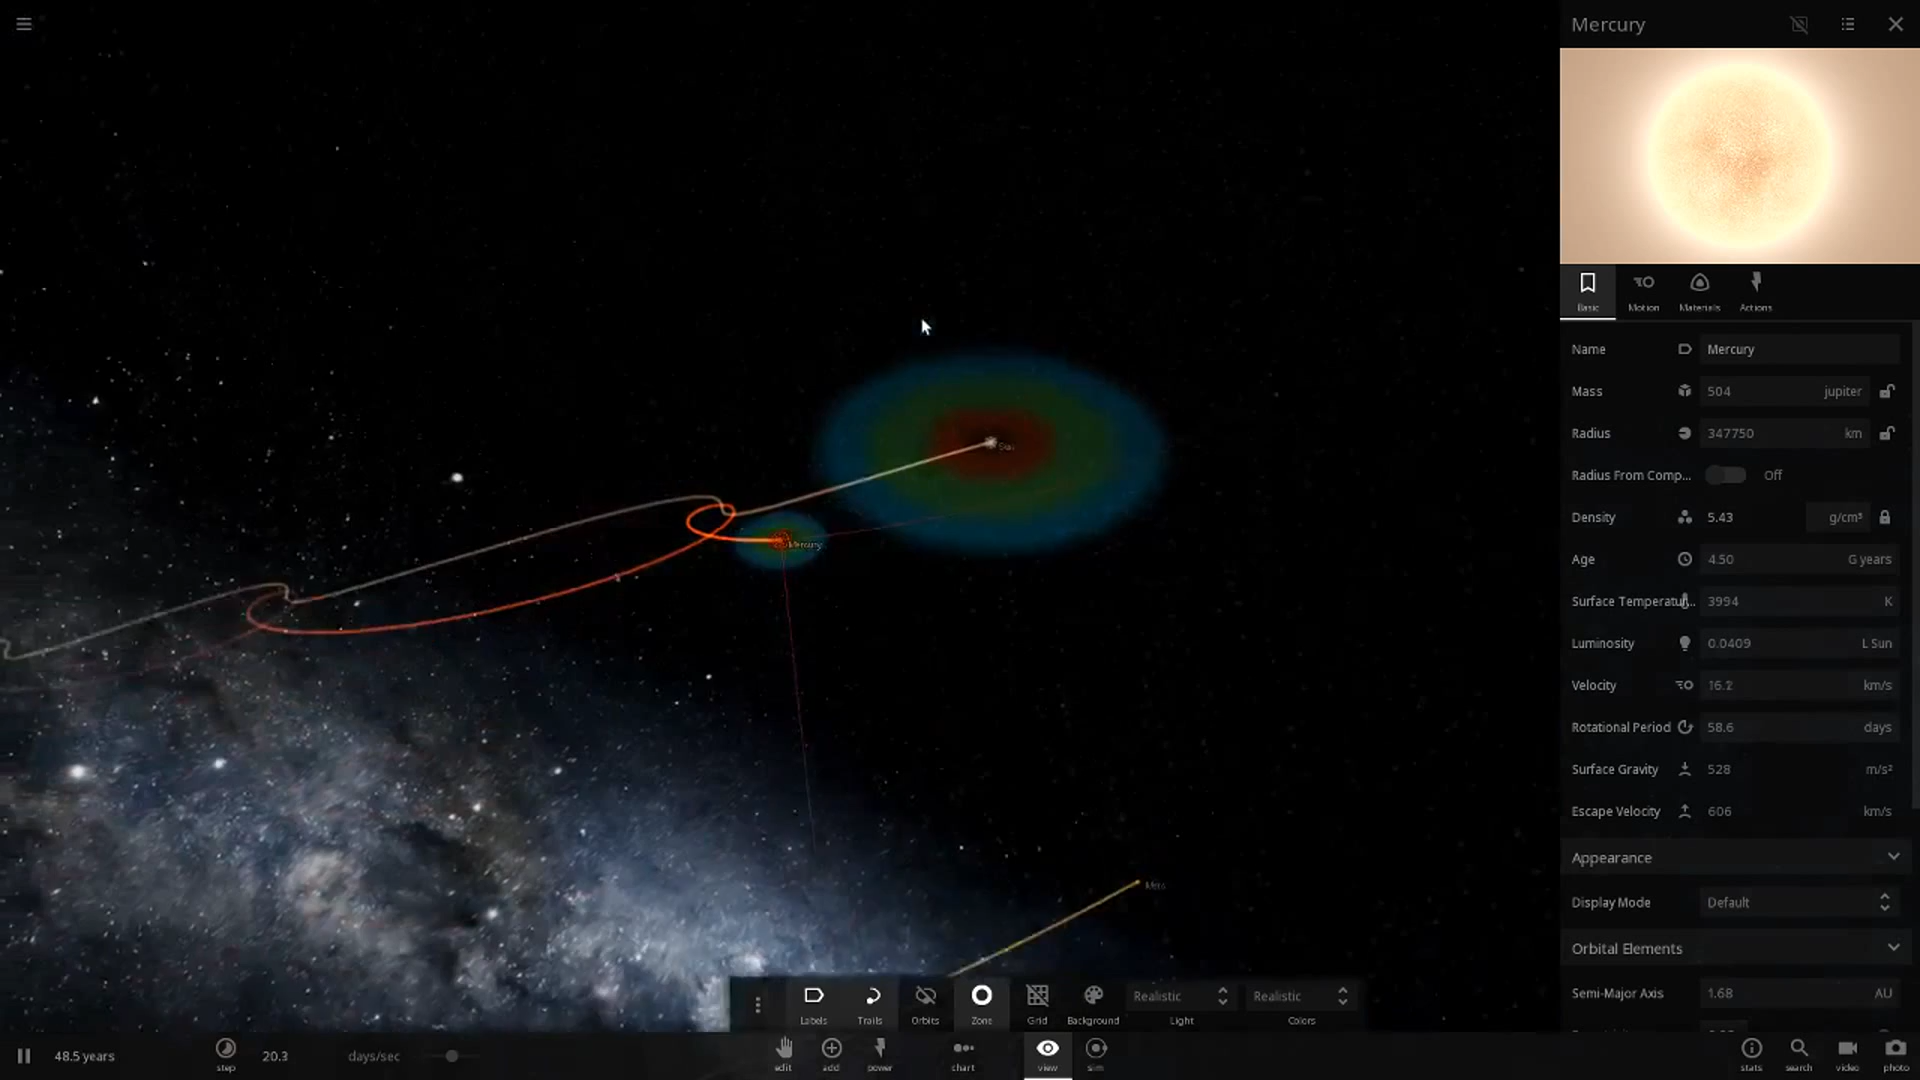 Mercury
Basic
Motion
Materials
Actions
Name
Mercury
Mass
504
jupiter
Radius
347750
km
Radius From Comp...
Off
Density
5.43
g/cm³
Age
4.50
G years
Surface Temperatur...
3994
K
Luminosity
0.0409
L Sun
Velocity
16.2
km/s
Rotational Period
58.6
days
Surface Gravity
528
m/s²
Escape Velocity
606
km/s
Appearance
Display Mode
Default
Orbital Elements
Semi-Major Axis
1.68
AU
Sun
Mercury
Mars
Labels
Trails
Orbits
Zone
Grid
Background
Realistic
Light
Realistic
Colors
48.5 years
step
20.3
days/sec
edit
add
power
chart
view
sim
stats
search
video
photo